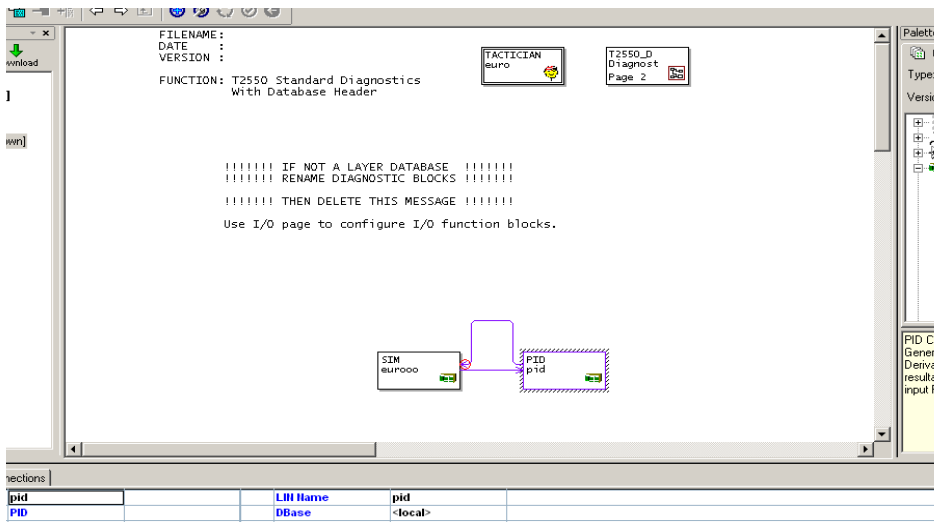 FILENAME:
DATE    :
VERSION :
FUNCTION: T2550 Standard Diagnostics
With Database Header
TACTICIAN
euro
T2550_D
Diagnost
Page 2
!!!!!!! IF NOT A LAYER DATABASE !!!!!!!
!!!!!!! RENAME DIAGNOSTIC BLOCKS !!!!!!!
!!!!!!! THEN DELETE THIS MESSAGE !!!!!!!
Use I/O page to configure I/O function blocks.
SIM
eurooo
PID
pid
wnload
]
wn]
Palett
Type:
Versi
PID C
Gener
Deriva
resulta
input F
nections
pid LIN Name pid
PID DBase <local>